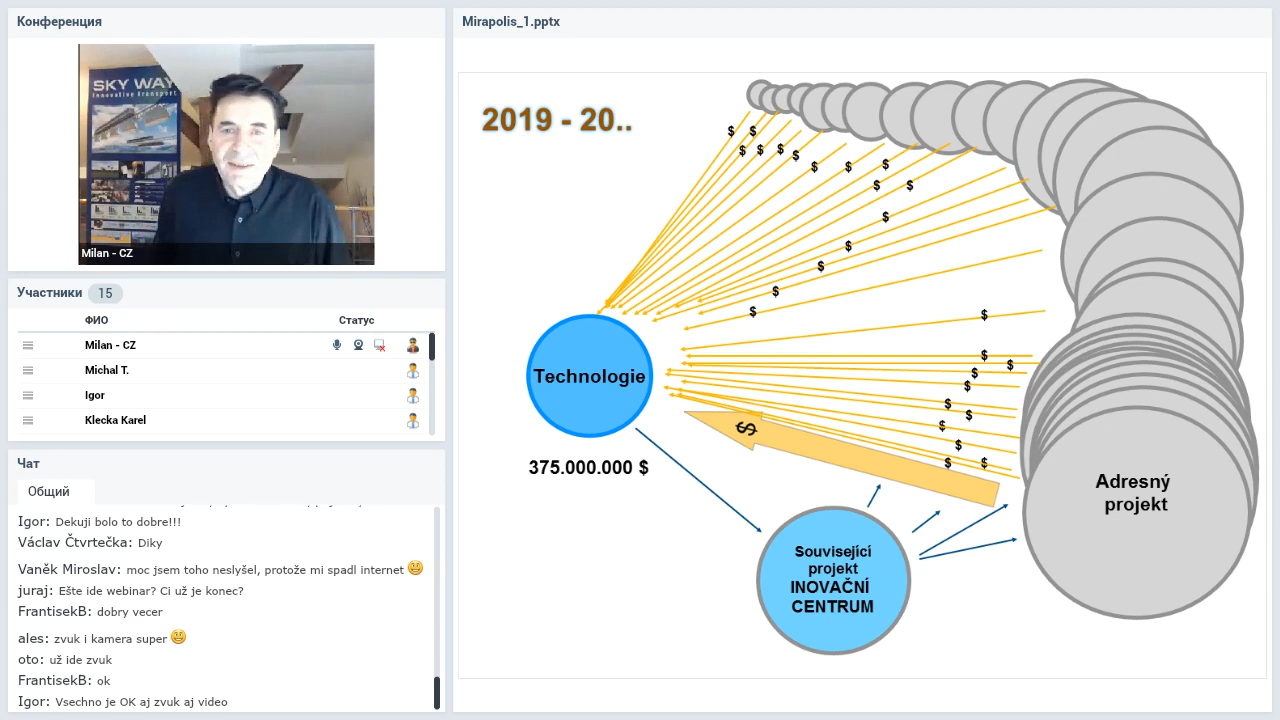 Конференция
SKY WAY
Innovative transport
Milan - CZ
Участники 15
ФИО Статус
Milan - CZ
Michal T.
Igor
Klecka Karel
Чат
Общий
Igor: Dekuji bolo to dobre!!!
Václav Čtvrtečka: Diky
Vaněk Miroslav: moc jsem toho neslyšel, protože mi spadl internet
juraj: Ešte ide webinar? Ci už je konec?
FrantisekB: dobry vecer
ales: zvuk i kamera super
oto: už ide zvuk
FrantisekB: ok
Igor: Vsechno je OK aj zvuk aj video
Mirapolis_1.pptx
2019 - 20..
$ $
$ $ $ $
$ $ $
$ $
$
$
$
$
$
$
$
$
$
$
$
$
$
$
$ $
$
Technologie
375.000.000 $
Adresný
projekt
Související
projekt
INOVAČNÍ
CENTRUM